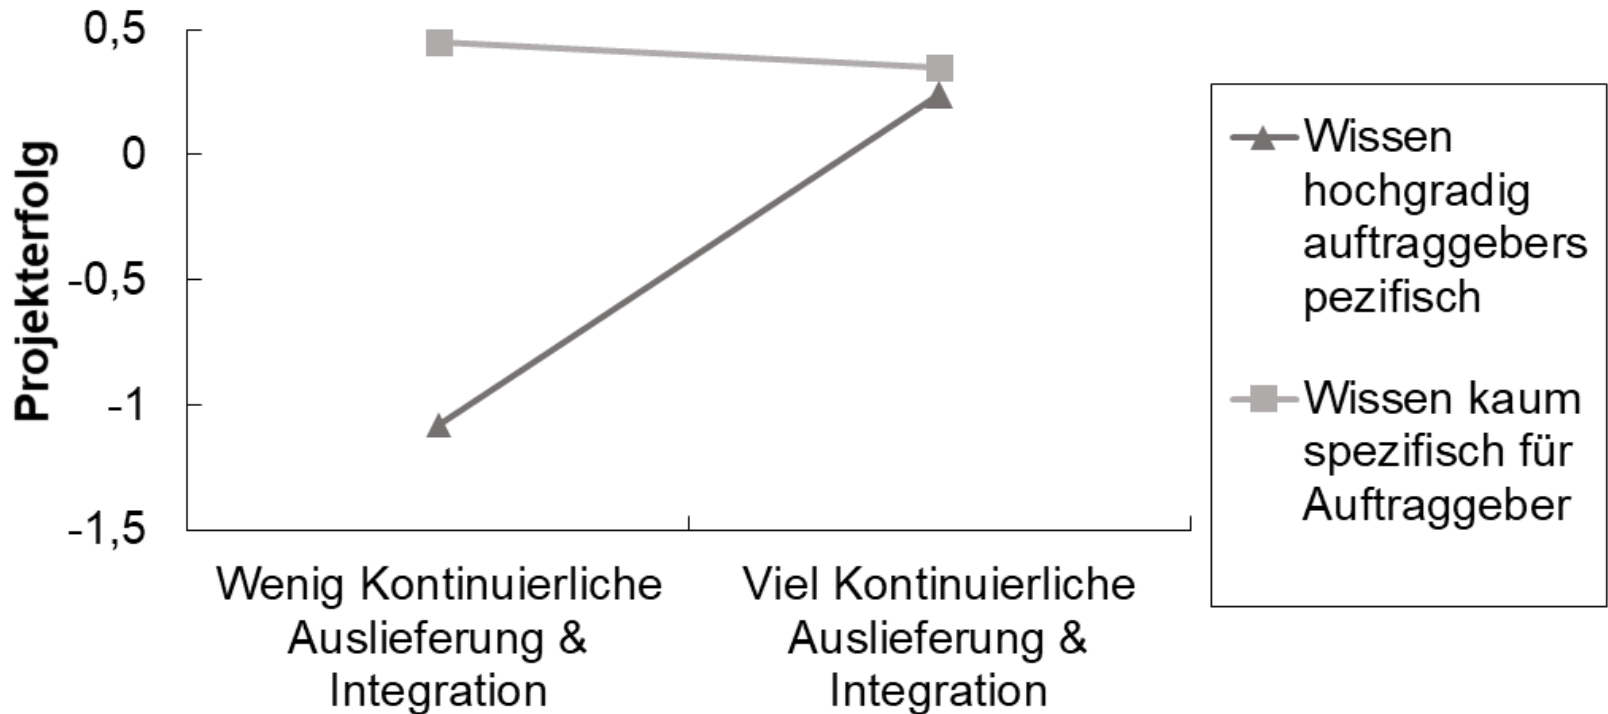 Projekterfolg
0,5
0
-0,5
-1
-1,5
Wenig Kontinuierliche
Auslieferung &
Integration
Viel Kontinuierliche
Auslieferung &
Integration
Wissen
hochgradig
auftraggebers
pezifisch
Wissen kaum
spezifisch für
Auftraggeber